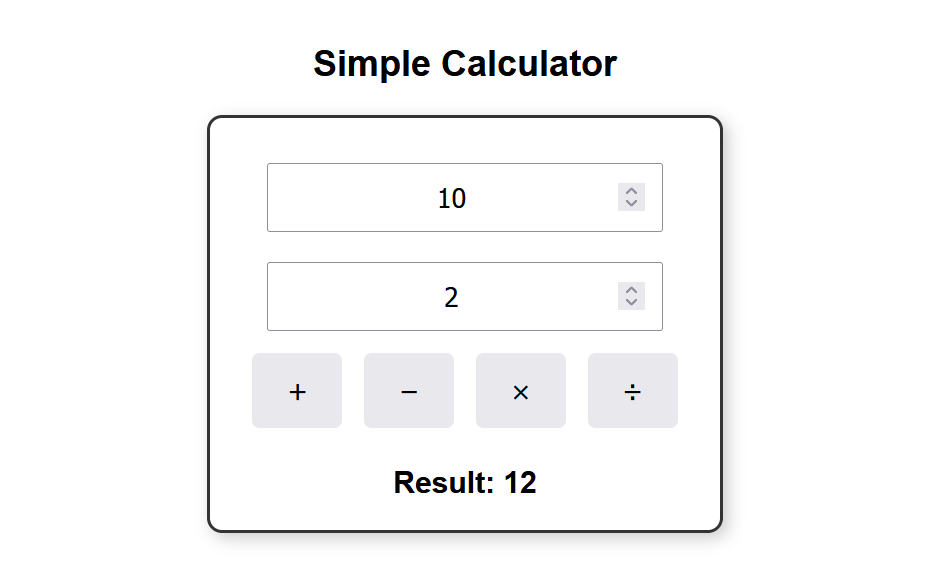 Simple Calculator
10
2
+ − × ÷
Result: 12